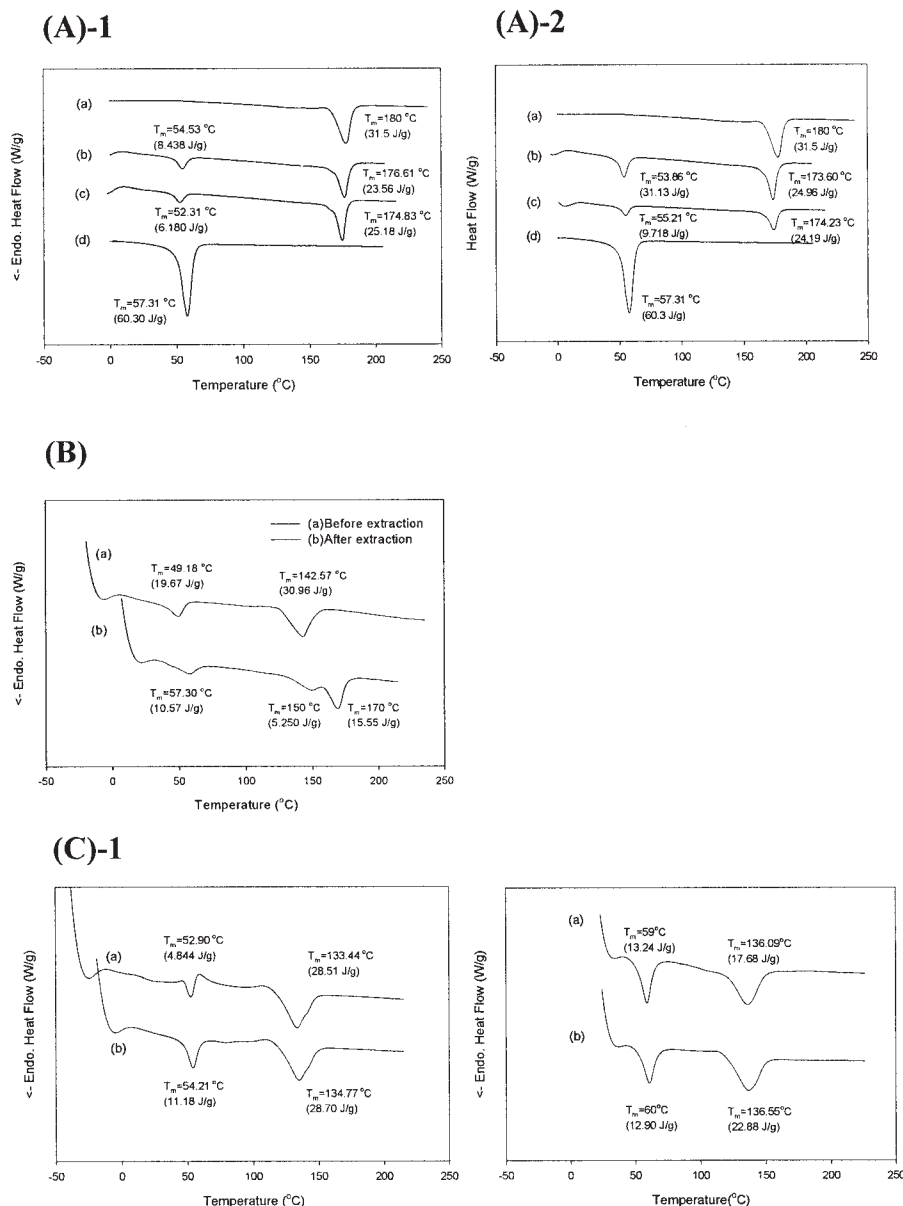 (A)-1
<- Endo. Heat Flow (W/g)
(a)
(b)
(c)
(d)
Tm=54.53 °C
(8.438 J/g)
Tm=180 °C
(31.5 J/g)
Tm=176.61 °C
(23.56 J/g)
Tm=52.31 °C
(6.180 J/g)
Tm=174.83 °C
(25.18 J/g)
Tm=57.31 °C
(60.30 J/g)
-50 0 50 100 150 200 250
Temperature (°C)
(A)-2
Heat Flow (W/g)
(a)
(b)
(c)
(d)
Tm=180 °C
(31.5 J/g)
Tm=53.86 °C
(31.13 J/g)
Tm=173.60 °C
(24.96 J/g)
Tm=55.21 °C
(9.718 J/g)
Tm=174.23 °C
(24.19 J/g)
Tm=57.31 °C
(60.3 J/g)
-50 0 50 100 150 200 250
Temperature (°C)
(B)
<- Endo. Heat Flow (W/g)
(a)Before extraction
(b)After extraction
(a)
Tm=49.18 °C
(19.67 J/g)
Tm=142.57 °C
(30.96 J/g)
(b)
Tm=57.30 °C
(10.57 J/g)
Tm=150 °C
(5.250 J/g)
Tm=170 °C
(15.55 J/g)
-50 0 50 100 150 200 250
Temperature (°C)
(C)-1
<- Endo. Heat Flow (W/g)
(a)
Tm=52.90 °C
(4.844 J/g)
Tm=133.44 °C
(28.51 J/g)
(b)
Tm=54.21 °C
(11.18 J/g)
Tm=134.77 °C
(28.70 J/g)
-50 0 50 100 150 200 250
Temperature (°C)
<- Endo. Heat Flow (W/g)
(a)
Tm=59°C
(13.24 J/g)
Tm=136.09°C
(17.68 J/g)
(b)
Tm=60°C
(12.90 J/g)
Tm=136.55°C
(22.88 J/g)
-50 0 50 100 150 200 250
Temperature(°C)